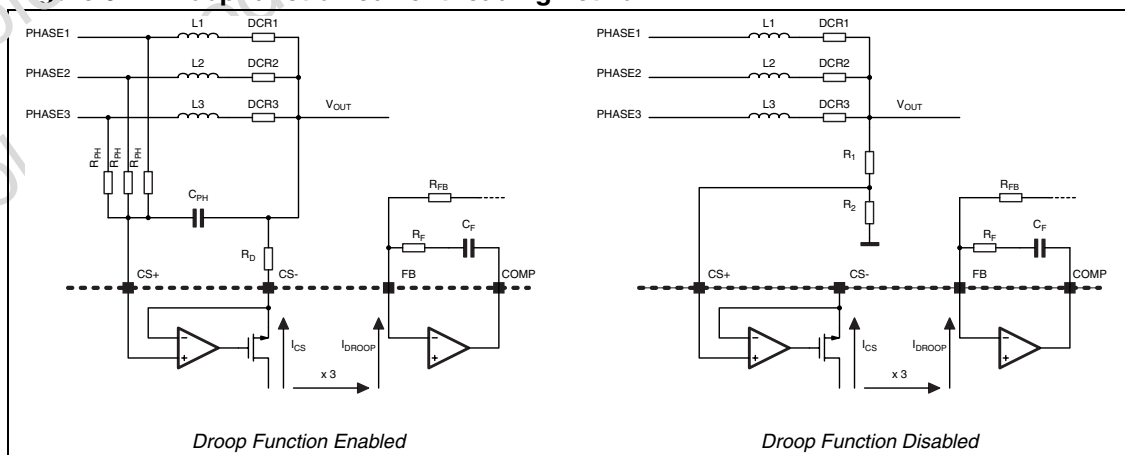 PHASE1
L1
DCR1
PHASE2
L2
DCR2
PHASE3
L3
DCR3
VOUT
RPH
RPH
RPH
CPH
RD
RFB
RF
CF
CS+
CS-
FB
COMP
-
+
-
+
ICS
IDROOP
x 3
Droop Function Enabled
PHASE1
L1
DCR1
PHASE2
L2
DCR2
PHASE3
L3
DCR3
VOUT
R1
R2
RFB
RF
CF
CS+
CS-
FB
COMP
-
+
-
+
ICS
IDROOP
x 3
Droop Function Disabled